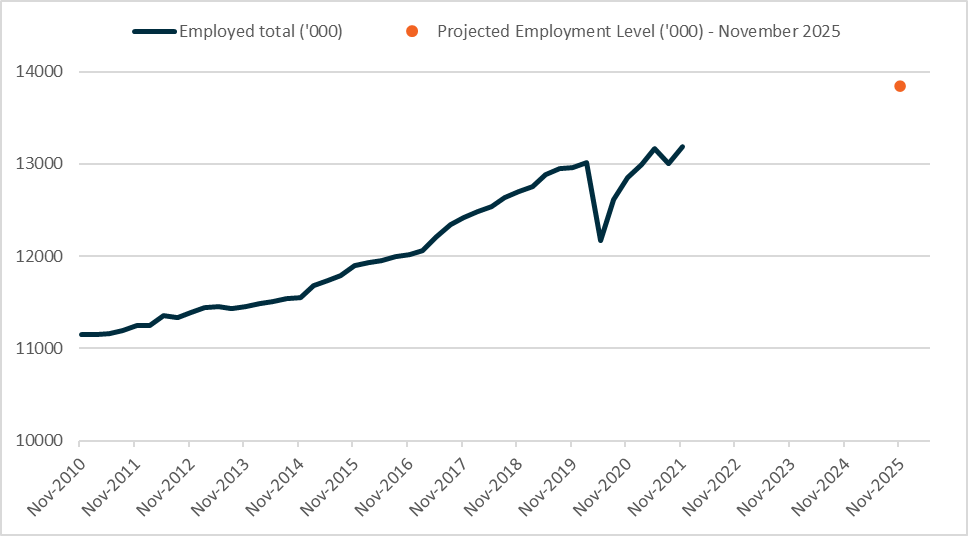 Employed total ('000)
Projected Employment Level ('000) - November 2025
14000
13000
12000
11000
10000
Nov-2010
Nov-2011
Nov-2012
Nov-2013
Nov-2014
Nov-2015
Nov-2016
Nov-2017
Nov-2018
Nov-2019
Nov-2020
Nov-2021
Nov-2022
Nov-2023
Nov-2024
Nov-2025